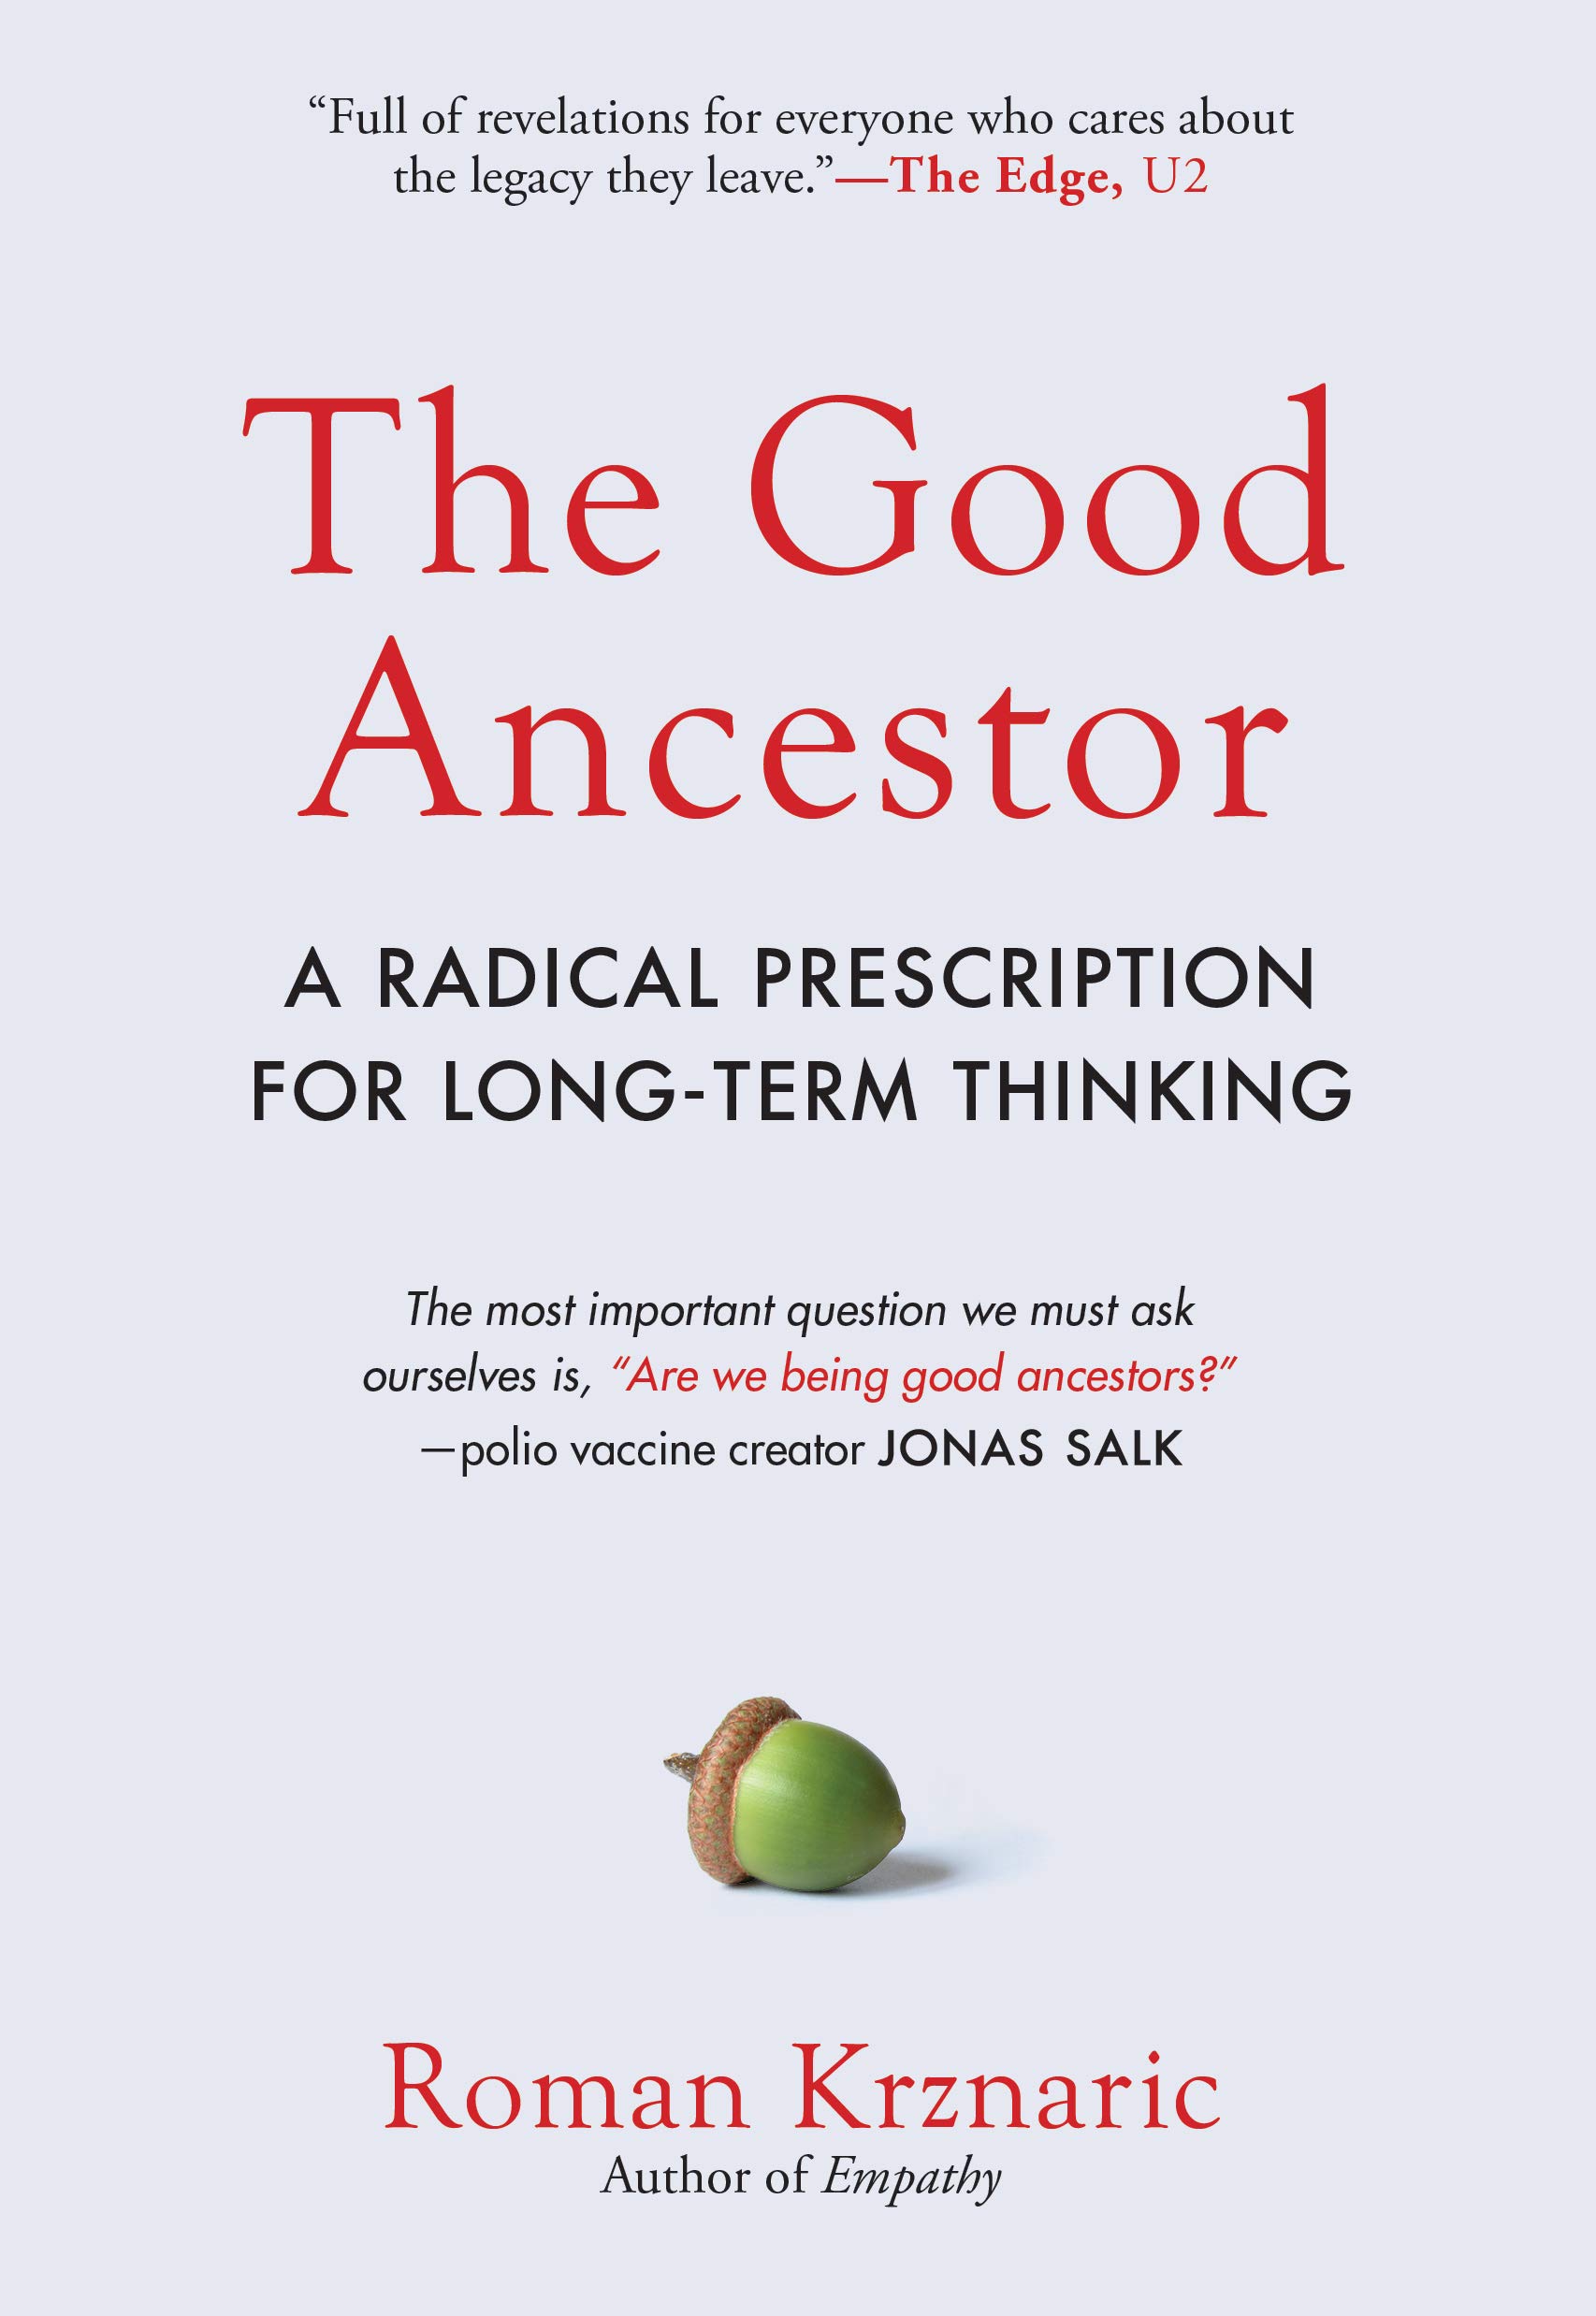 “Full of revelations for everyone who cares about
the legacy they leave.”—The Edge, U2
The Good
Ancestor
A RADICAL PRESCRIPTION
FOR LONG-TERM THINKING
The most important question we must ask
ourselves is, “Are we being good ancestors?”
—polio vaccine creator JONAS SALK
Roman Krznaric
Author of Empathy